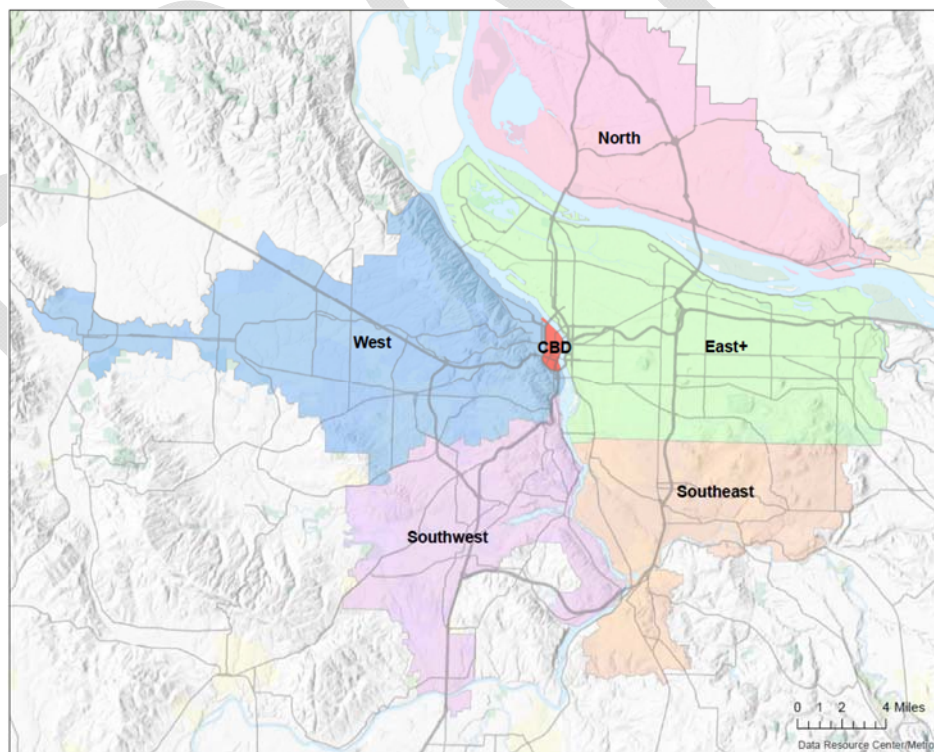 North
West
CBD
East+
Southeast
Southwest
0 1 2 4 Miles
Data Resource Center/Metro